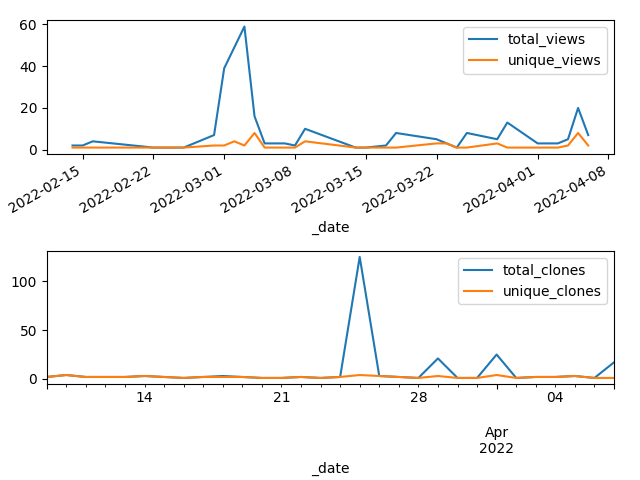 60
40
20
0
total_views
unique_views
2022-02-15
2022-02-22
2022-03-01
2022-03-08
2022-03-15
2022-03-22
2022-04-01
2022-04-08
_date
100
50
0
total_clones
unique_clones
14
21
28
04
Apr
2022
_date